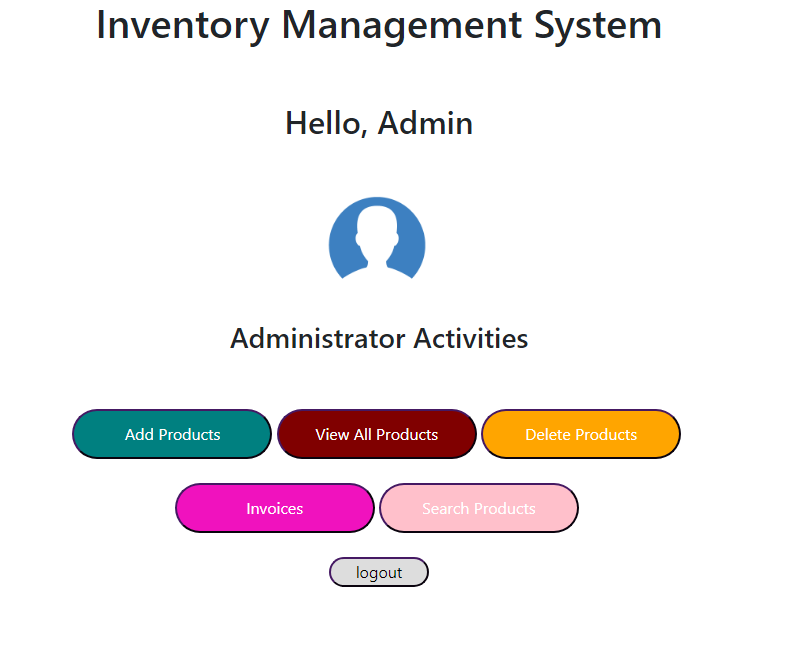 Inventory Management System
Hello, Admin
Administrator Activities
Add Products View All Products Delete Products
Invoices Search Products
logout